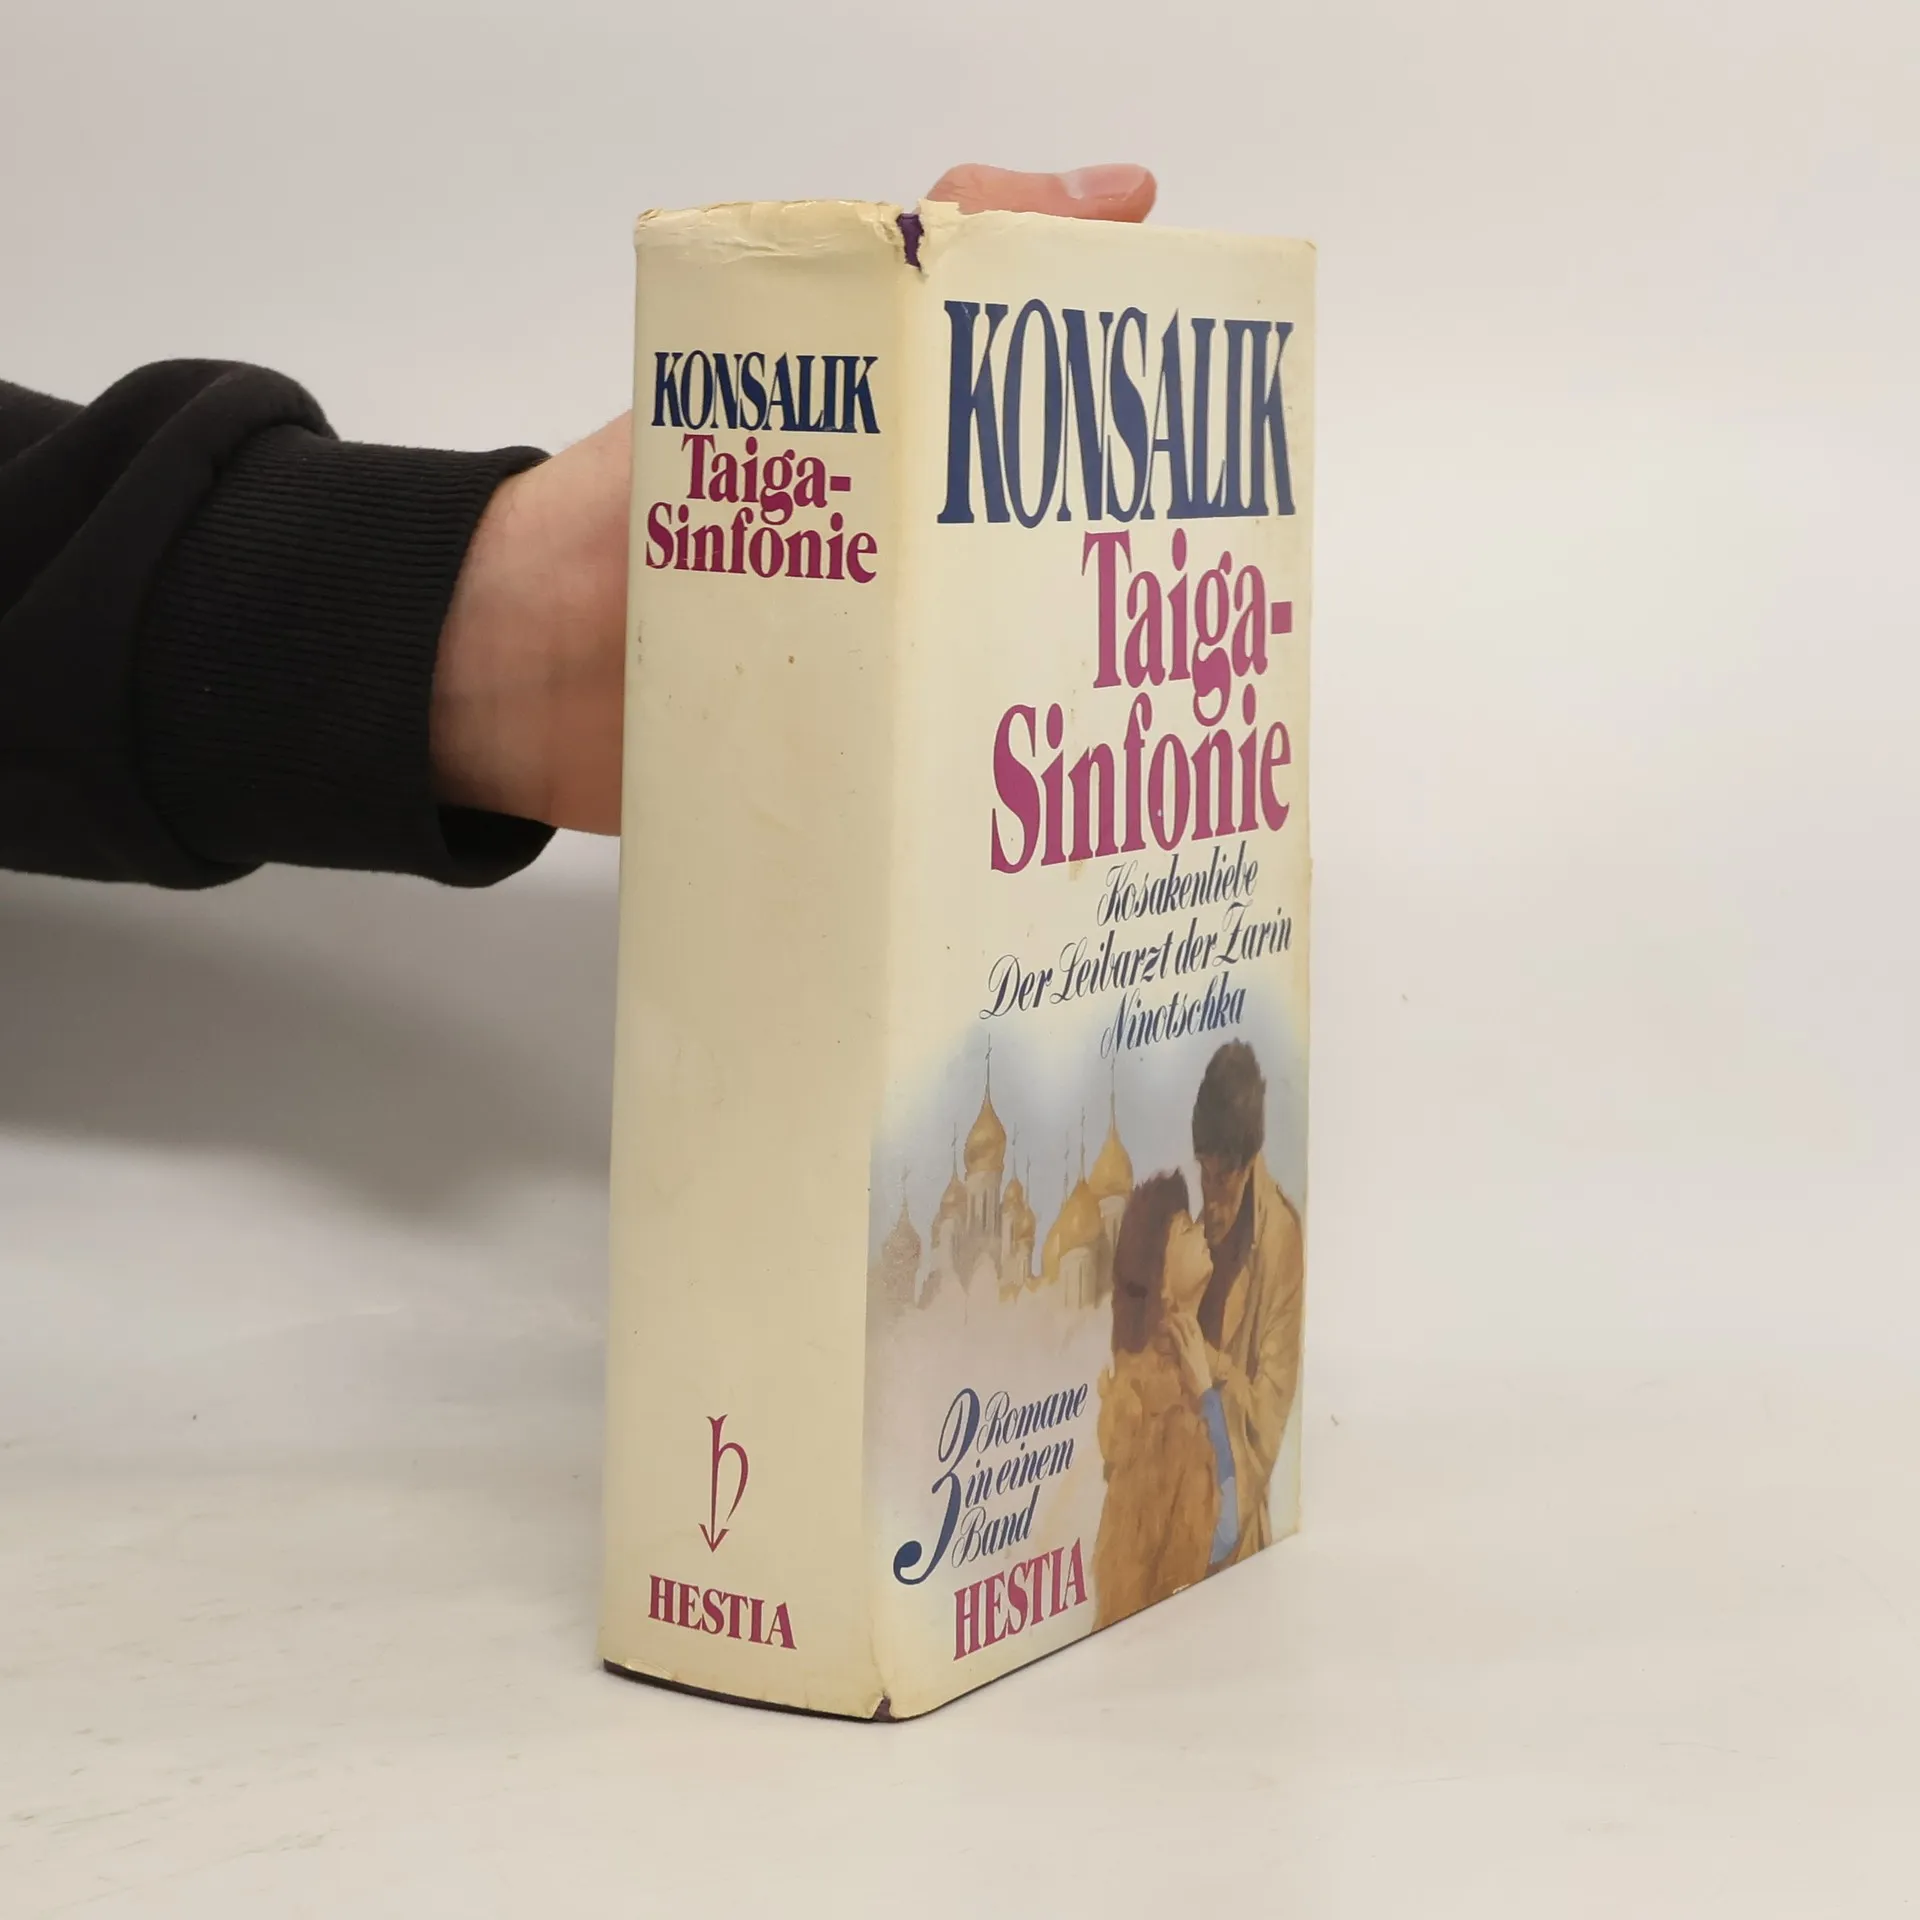 KONSALIK
Taiga-
Sinfonie
HESTIA
KONSALIK
Taiga-
Sinfonie
Kosakenliebe
Der Leibarzt der Zarin
Ninotschka
3 Romane
in einem
Band
HESTIA